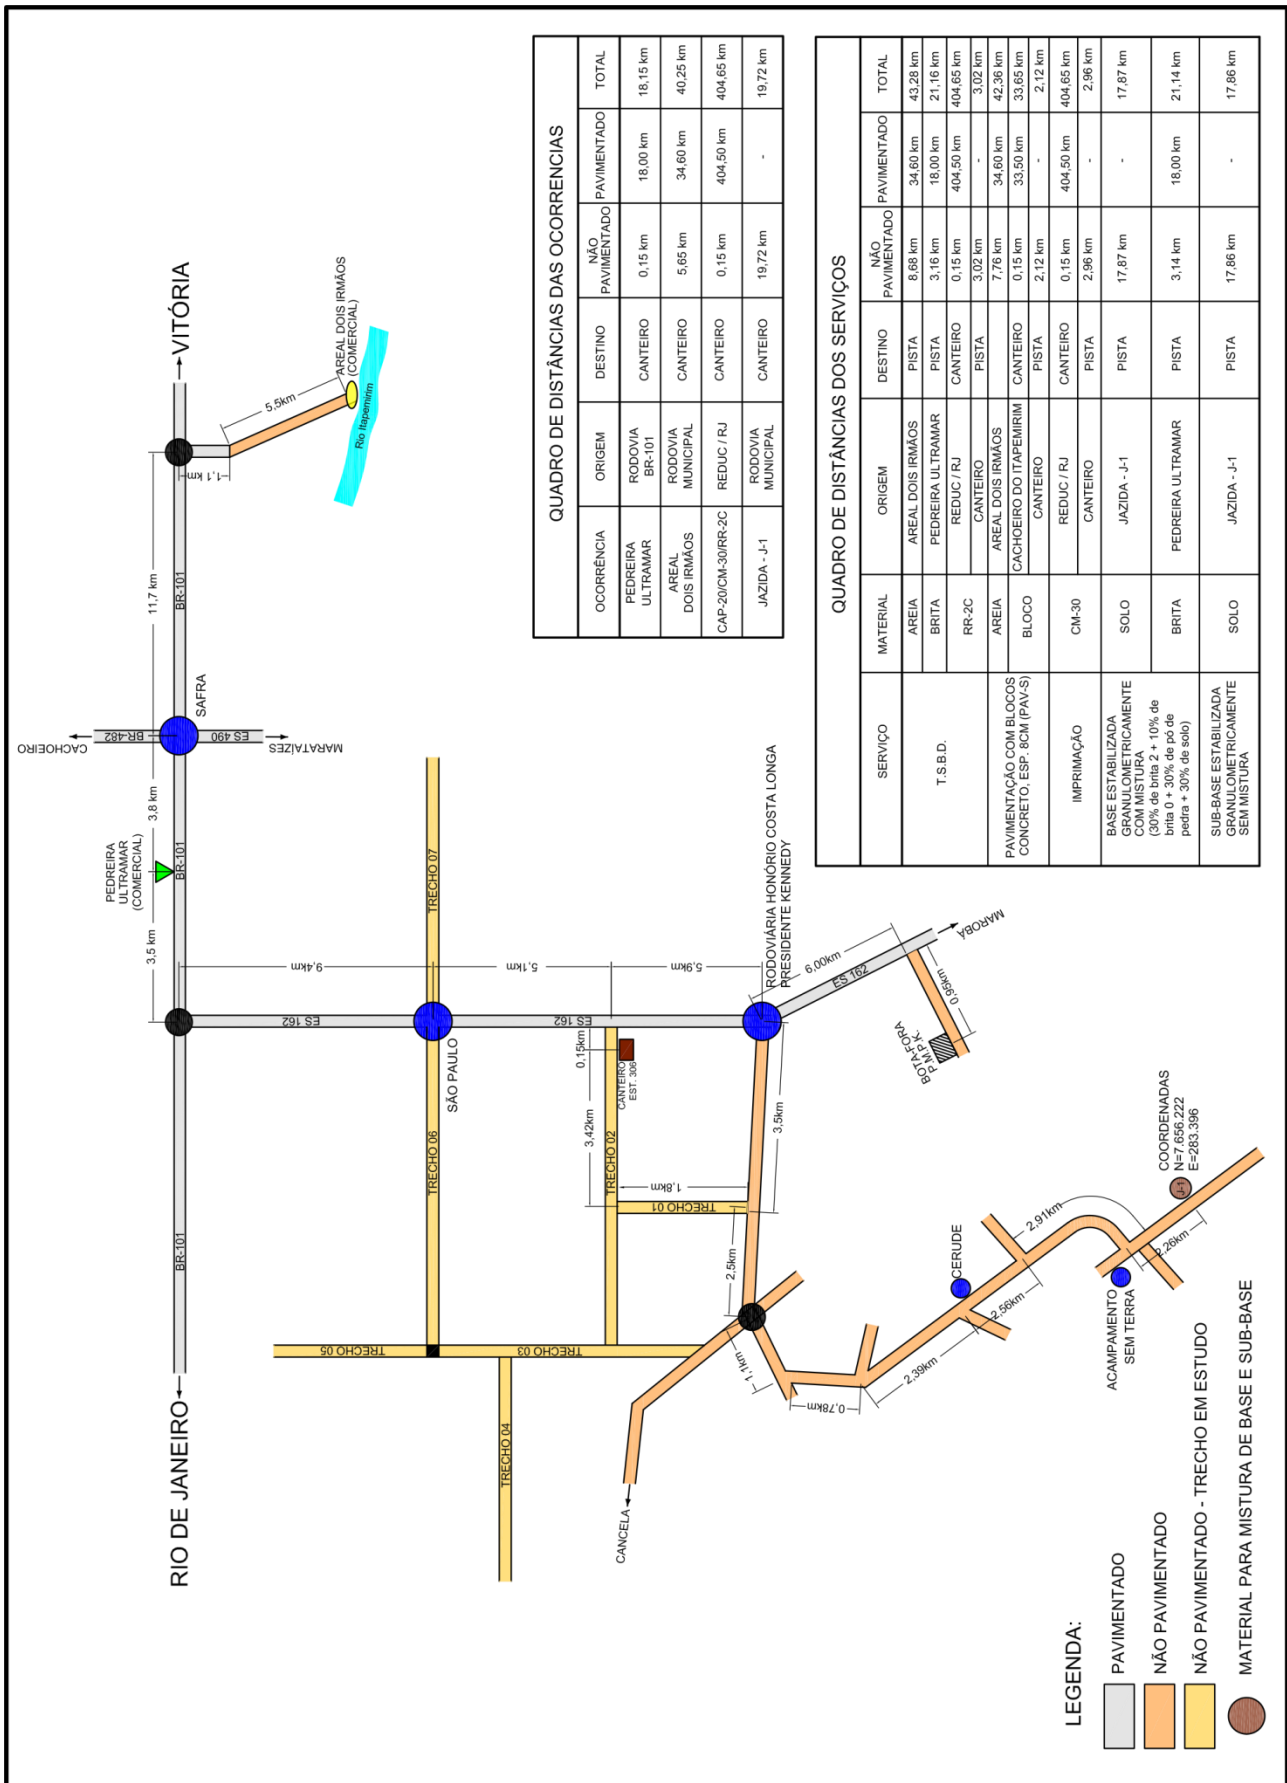 RIO DE JANEIRO
BR-101
3,5 km
PEDREIRA
ULTRAMAR
(COMERCIAL)
BR-101
3,8 km
CACHOEIRO
BR-482
ES 490
MARATAÍZES
SAFRA
11,7 km
BR-101
VITÓRIA
1,1 km
5,5km
AREAL DOIS IRMÃOS
(COMERCIAL)
Rio Itapemirim
ES 162
9,4km
TRECHO 05
TRECHO 06
SÃO PAULO
TRECHO 07
ES 162
5,1km
5,9km
TRECHO 04
TRECHO 03
TRECHO 02
3,42km
0,15km
CANTEIRO
EST. 306
TRECHO 01
1,8km
CANCELA
2,5km
3,5km
RODOVIÁRIA HONÓRIO COSTA LONGA
PRESIDENTE KENNEDY
6,00km
ES 162
MAROBÁ
0,95km
BOTA-FORA
P.M.P.K.
1,1km
0,78km
2,39km
CERUDE
2,56km
2,91km
ACAMPAMENTO
SEM TERRA
2,26km
J-1
COORDENADAS
N=7.656.222
E=283.396
QUADRO DE DISTÂNCIAS DAS OCORRENCIAS
OCORRÊNCIA ORIGEM DESTINO NÃO PAVIMENTADO PAVIMENTADO TOTAL
PEDREIRA ULTRAMAR RODOVIA BR-101 CANTEIRO 0,15 km 18,00 km 18,15 km
AREAL DOIS IRMÃOS RODOVIA MUNICIPAL CANTEIRO 5,65 km 34,60 km 40,25 km
CAP-20/CM-30/RR-2C REDUC / RJ CANTEIRO 0,15 km 404,50 km 404,65 km
JAZIDA - J-1 RODOVIA MUNICIPAL CANTEIRO 19,72 km - 19,72 km
QUADRO DE DISTÂNCIAS DOS SERVIÇOS
SERVIÇO MATERIAL ORIGEM DESTINO NÃO PAVIMENTADO PAVIMENTADO TOTAL
T.S.B.D.
AREIA AREAL DOIS IRMÃOS PISTA 8,68 km 34,60 km 43,28 km
BRITA PEDREIRA ULTRAMAR PISTA 3,16 km 18,00 km 21,16 km
RR-2C REDUC / RJ CANTEIRO 0,15 km 404,50 km 404,65 km
CANTEIRO PISTA 3,02 km - 3,02 km
PAVIMENTAÇÃO COM BLOCOS
CONCRETO, ESP. 8CM (PAV-S)
AREIA AREAL DOIS IRMÃOS PISTA 7,76 km 34,60 km 42,36 km
BLOCO CACHOEIRO DO ITAPEMIRIM CANTEIRO 0,15 km 33,50 km 33,65 km
CANTEIRO PISTA 2,12 km - 2,12 km
IMPRIMAÇÃO
CM-30 REDUC / RJ CANTEIRO 0,15 km 404,50 km 404,65 km
CANTEIRO PISTA 2,96 km - 2,96 km
BASE ESTABILIZADA
GRANULOMETRICAMENTE
COM MISTURA
(30% de brita 2 + 10% de
brita 0 + 30% de pó de
pedra + 30% de solo)
SOLO JAZIDA - J-1 PISTA 17,87 km - 17,87 km
BRITA PEDREIRA ULTRAMAR PISTA 3,14 km 18,00 km 21,14 km
SUB-BASE ESTABILIZADA
GRANULOMETRICAMENTE
SEM MISTURA
SOLO JAZIDA - J-1 PISTA 17,86 km - 17,86 km
LEGENDA:
PAVIMENTADO
NÃO PAVIMENTADO
NÃO PAVIMENTADO - TRECHO EM ESTUDO
MATERIAL PARA MISTURA DE BASE E SUB-BASE